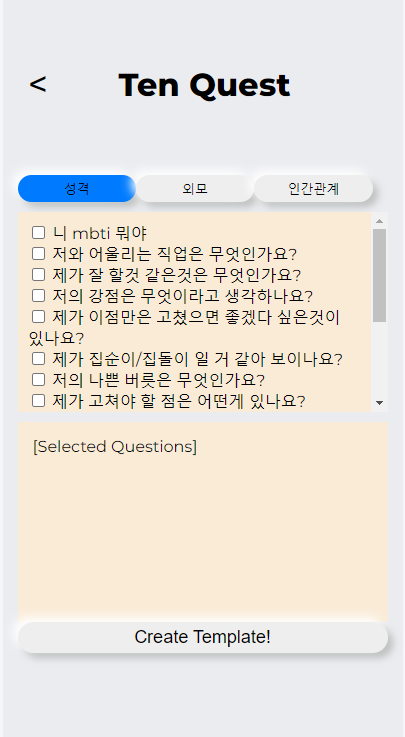 < Ten Quest
성격 외모 인간관계
니 mbti 뭐야
저와 어울리는 직업은 무엇인가요?
제가 잘 할것 같은것은 무엇인가요?
저의 강점은 무엇이라고 생각하나요?
제가 이점만은 고쳤으면 좋겠다 싶은것이
있나요?
제가 집순이/집돌이 일 거 같아 보이나요?
저의 나쁜 버릇은 무엇인가요?
제가 고쳐야 할 점은 어떤게 있나요?
[Selected Questions]
Create Template!